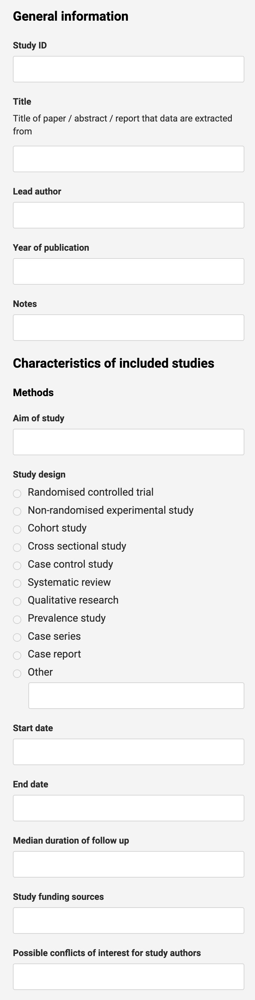 General information
Study ID
Title
Title of paper / abstract / report that data are extracted
from
Lead author
Year of publication
Notes
Characteristics of included studies
Methods
Aim of study
Study design
Randomised controlled trial
Non-randomised experimental study
Cohort study
Cross sectional study
Case control study
Systematic review
Qualitative research
Prevalence study
Case series
Case report
Other
Start date
End date
Median duration of follow up
Study funding sources
Possible conflicts of interest for study authors